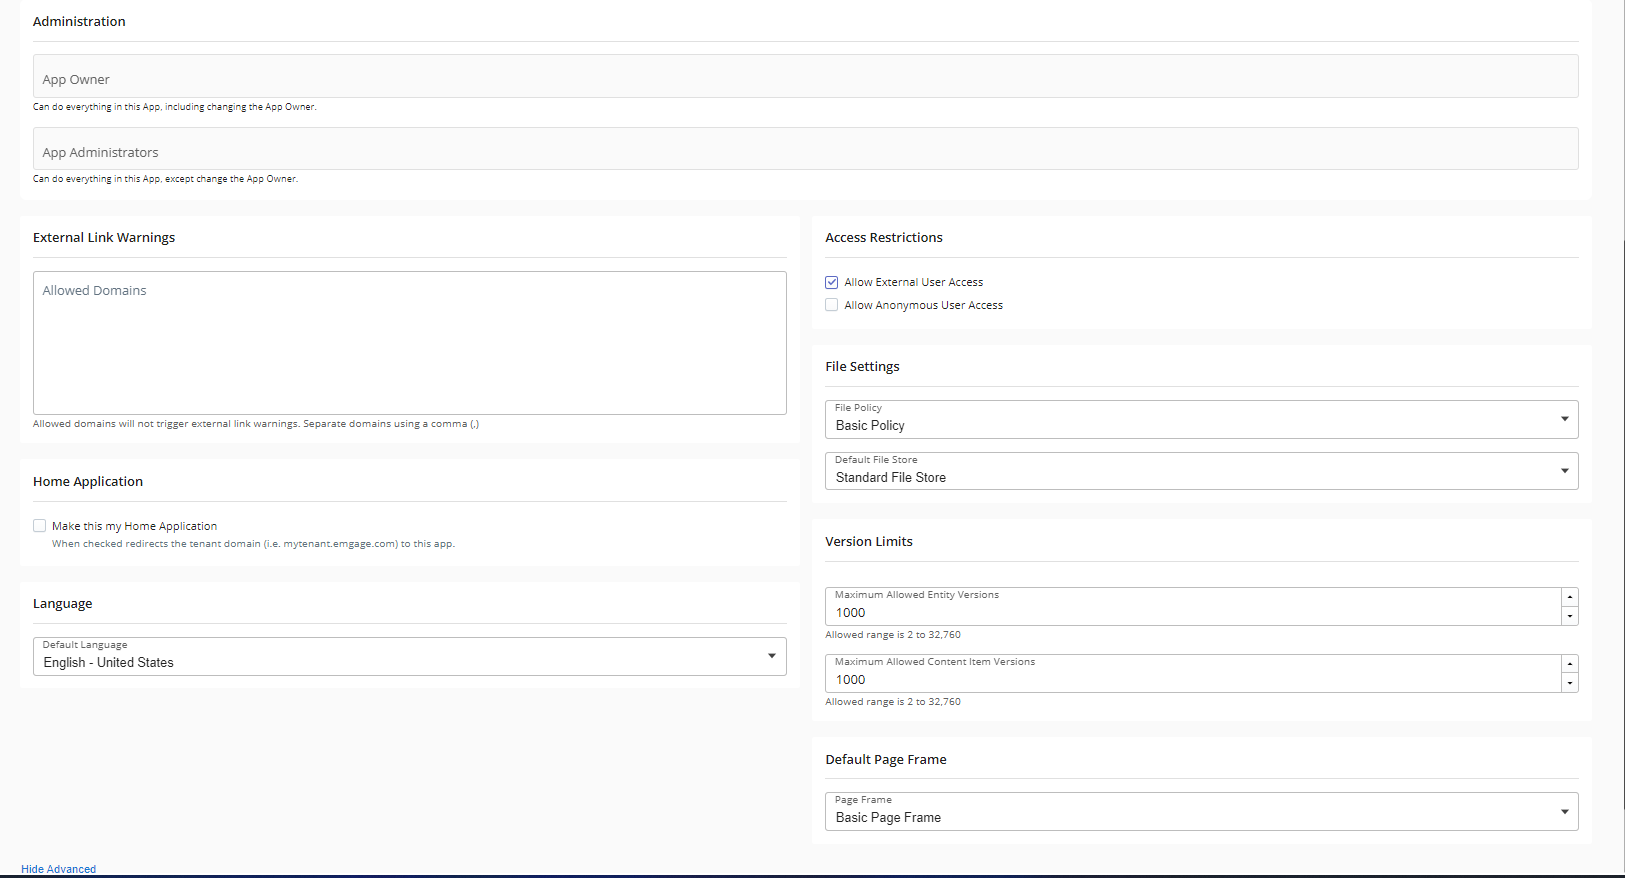 Administration
App Owner
Can do everything in this App, including changing the App Owner.
App Administrators
Can do everything in this App, except change the App Owner.
External Link Warnings
Allowed Domains
Allowed domains will not trigger external link warnings. Separate domains using a comma (,)
Home Application
Make this my Home Application
When checked redirects the tenant domain (i.e. mytenant.emgage.com) to this app.
Language
Default Language
English - United States
Access Restrictions
Allow External User Access
Allow Anonymous User Access
File Settings
File Policy
Basic Policy
Default File Store
Standard File Store
Version Limits
Maximum Allowed Entity Versions
1000
Allowed range is 2 to 32,760
Maximum Allowed Content Item Versions
1000
Allowed range is 2 to 32,760
Default Page Frame
Page Frame
Basic Page Frame
Hide Advanced